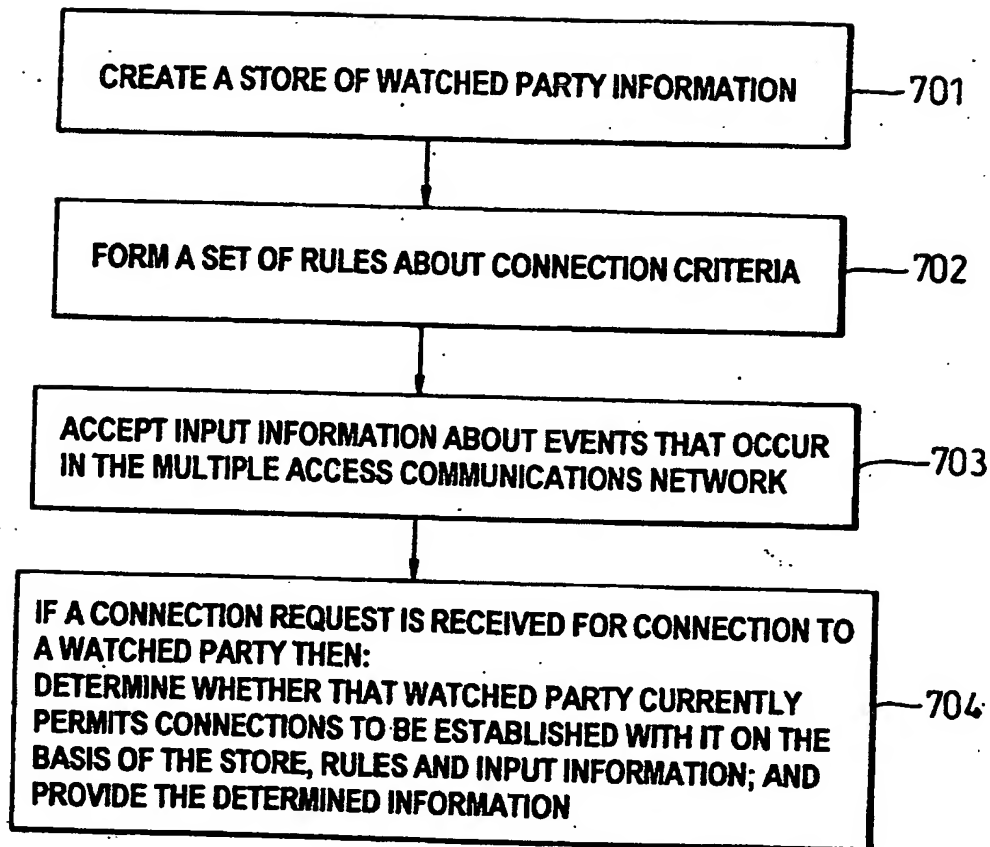 CREATE A STORE OF WATCHED PARTY INFORMATION
701
FORM A SET OF RULES ABOUT CONNECTION CRITERIA
702
ACCEPT INPUT INFORMATION ABOUT EVENTS THAT OCCUR
IN THE MULTIPLE ACCESS COMMUNICATIONS NETWORK
703
IF A CONNECTION REQUEST IS RECEIVED FOR CONNECTION TO
A WATCHED PARTY THEN:
DETERMINE WHETHER THAT WATCHED PARTY CURRENTLY
PERMITS CONNECTIONS TO BE ESTABLISHED WITH IT ON THE
BASIS OF THE STORE, RULES AND INPUT INFORMATION; AND
PROVIDE THE DETERMINED INFORMATION
704